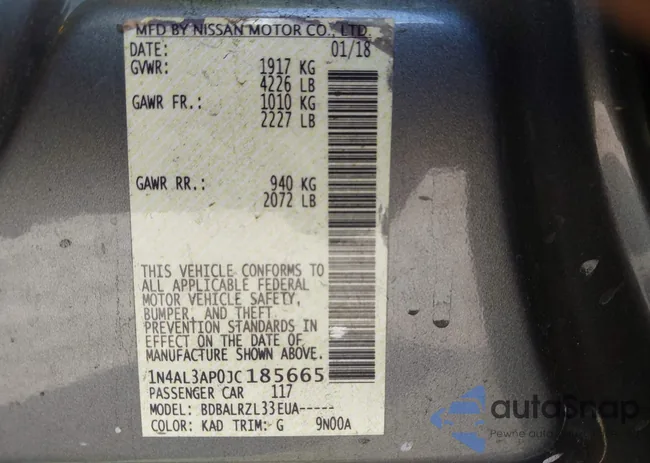 MFD BY NISSAN MOTOR CO., LTD.
DATE: 01/18
GVWR: 1917 KG
4226 LB
GAWR FR.: 1010 KG
2227 LB
GAWR RR.: 940 KG
2072 LB
THIS VEHICLE CONFORMS TO
ALL APPLICABLE FEDERAL
MOTOR VEHICLE SAFETY,
BUMPER, AND THEFT
PREVENTION STANDARDS IN
EFFECT ON THE DATE OF
MANUFACTURE SHOWN ABOVE.
1N4AL3AP0JC185665
PASSENGER CAR 117
MODEL: BDBALRZL33EUA-----
COLOR: KAD TRIM: G 9N00A
autoSnap